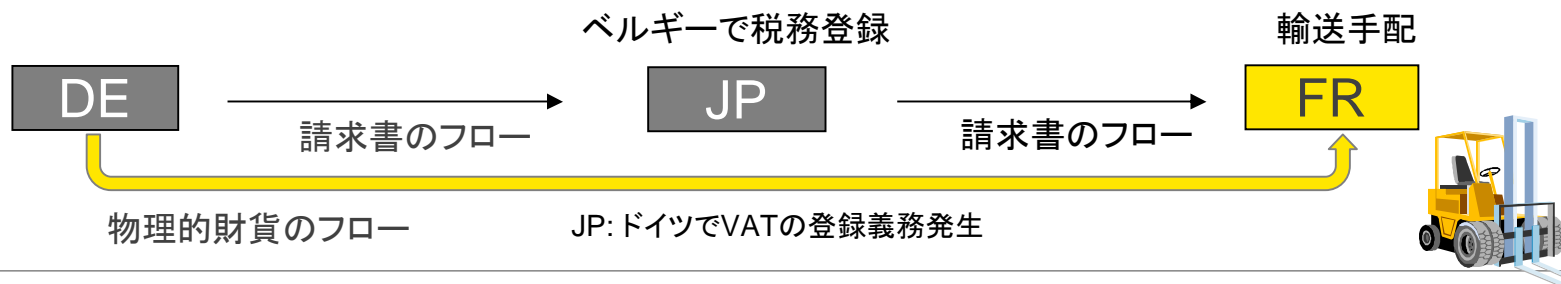 ベルギーで税務登録
輸送手配
DE
JP
FR
請求書のフロー
請求書のフロー
物理的財貨のフロー
JP: ドイツでVATの登録義務発生